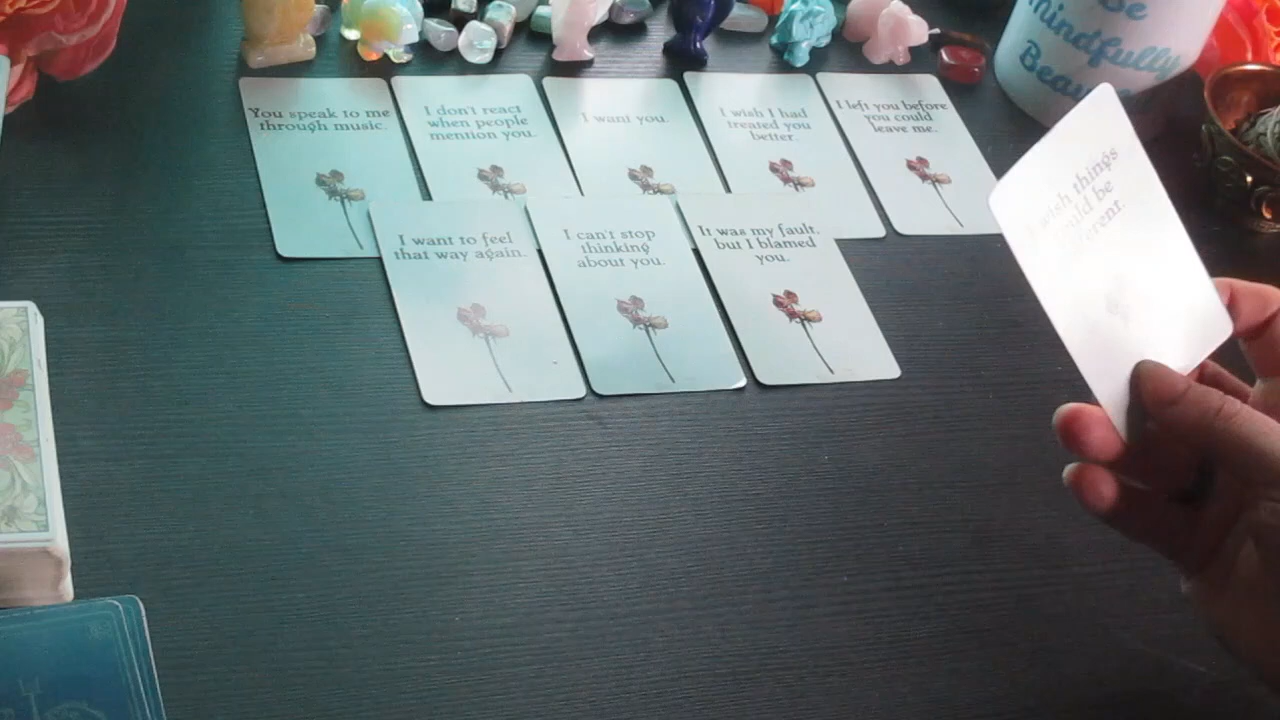 Be
Mindfully
You speak to me
through music.
I don't react
when people
mention you.
I want you.
I wish I had
treated you
better.
I left you before
you could
leave me.
I want to feel
that way again.
I can't stop
thinking
about you.
It was my fault,
but I blamed
you.
wish things
be